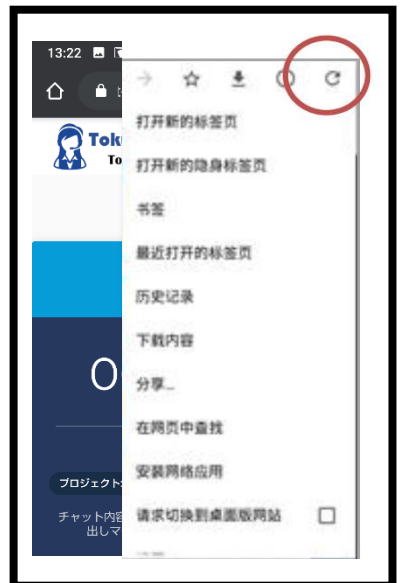 13:22
Tok
To
打开新的标签页
打开新的隐身标签页
书签
最近打开的标签页
历史记录
下载内容
0
分享...
在网页中查找
安装网络应用
プロジェクト
チャット内容
请求切换到桌面版网站
出しマ